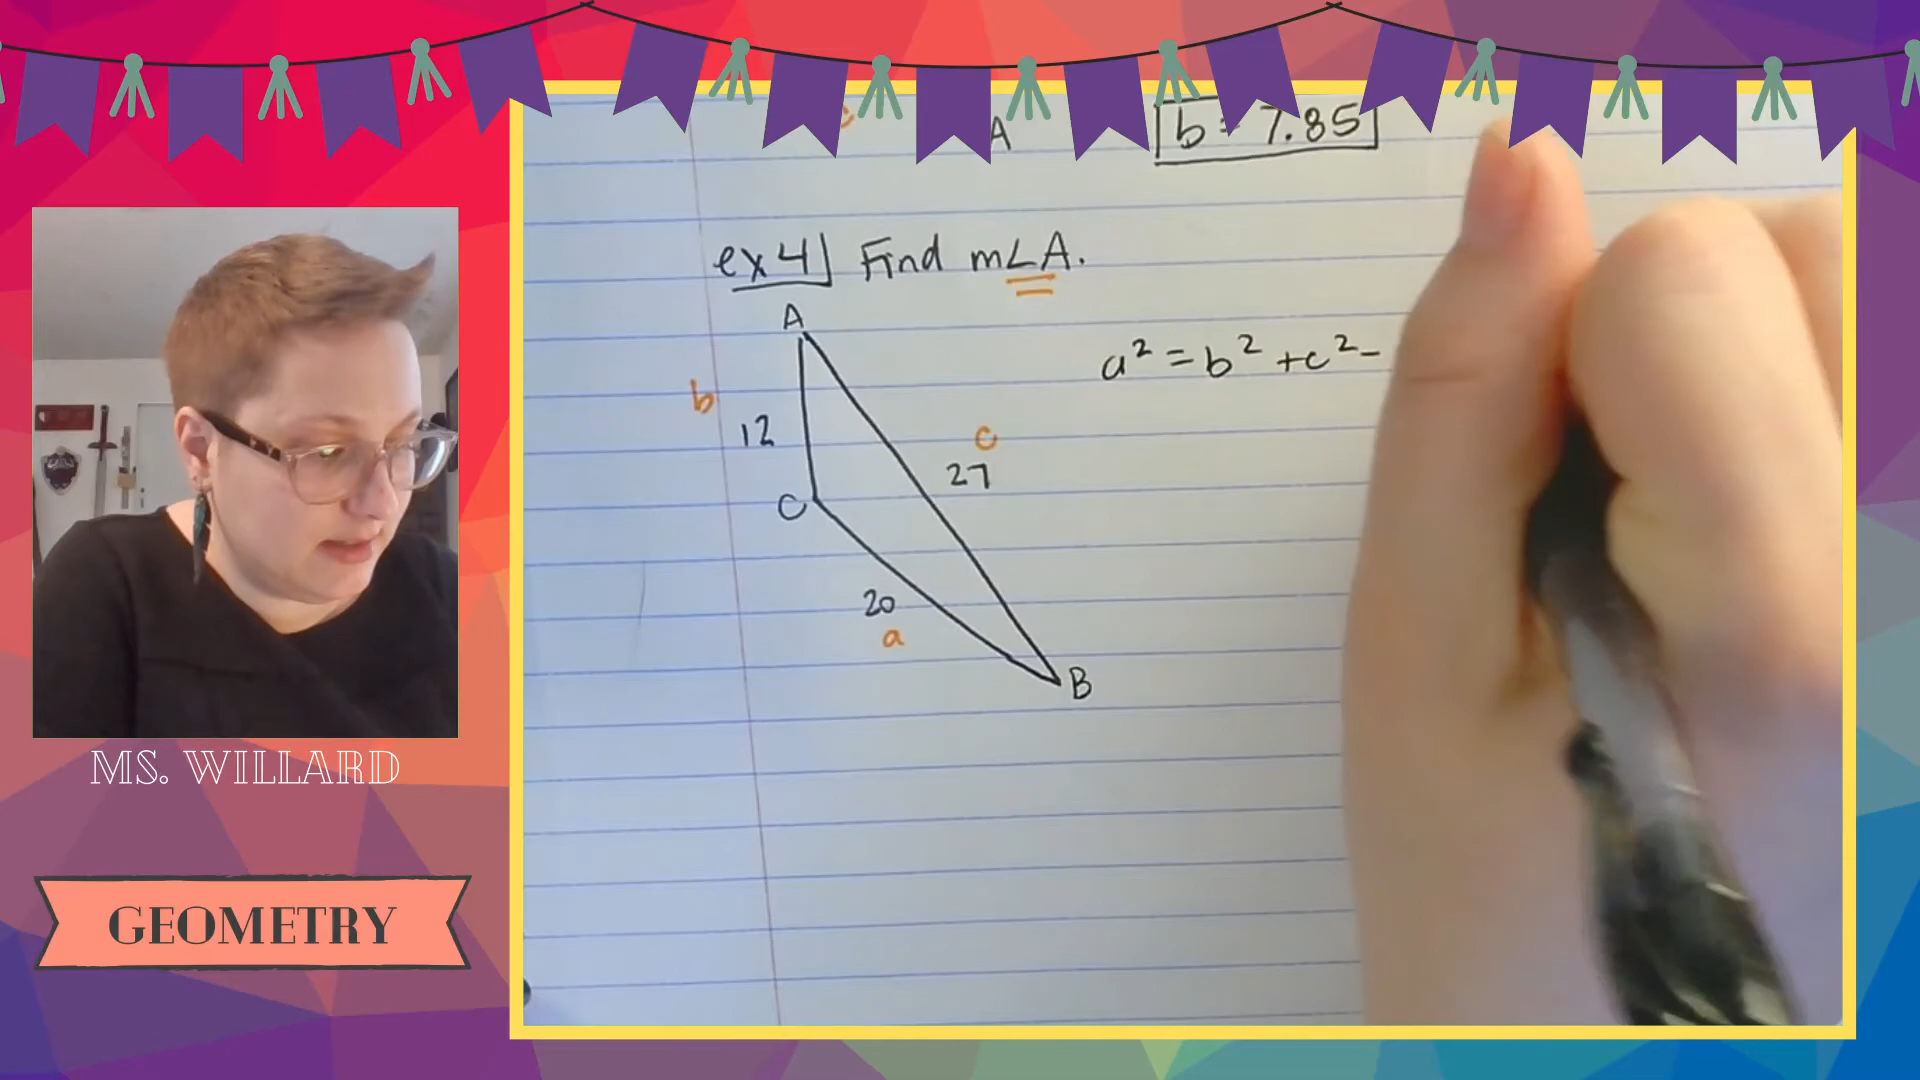 A
b = 7.85
ex 4] Find m∠A.
A
a² = b² + c² -
b
12
c
27
C
20
a
B
MS. WILLARD
GEOMETRY